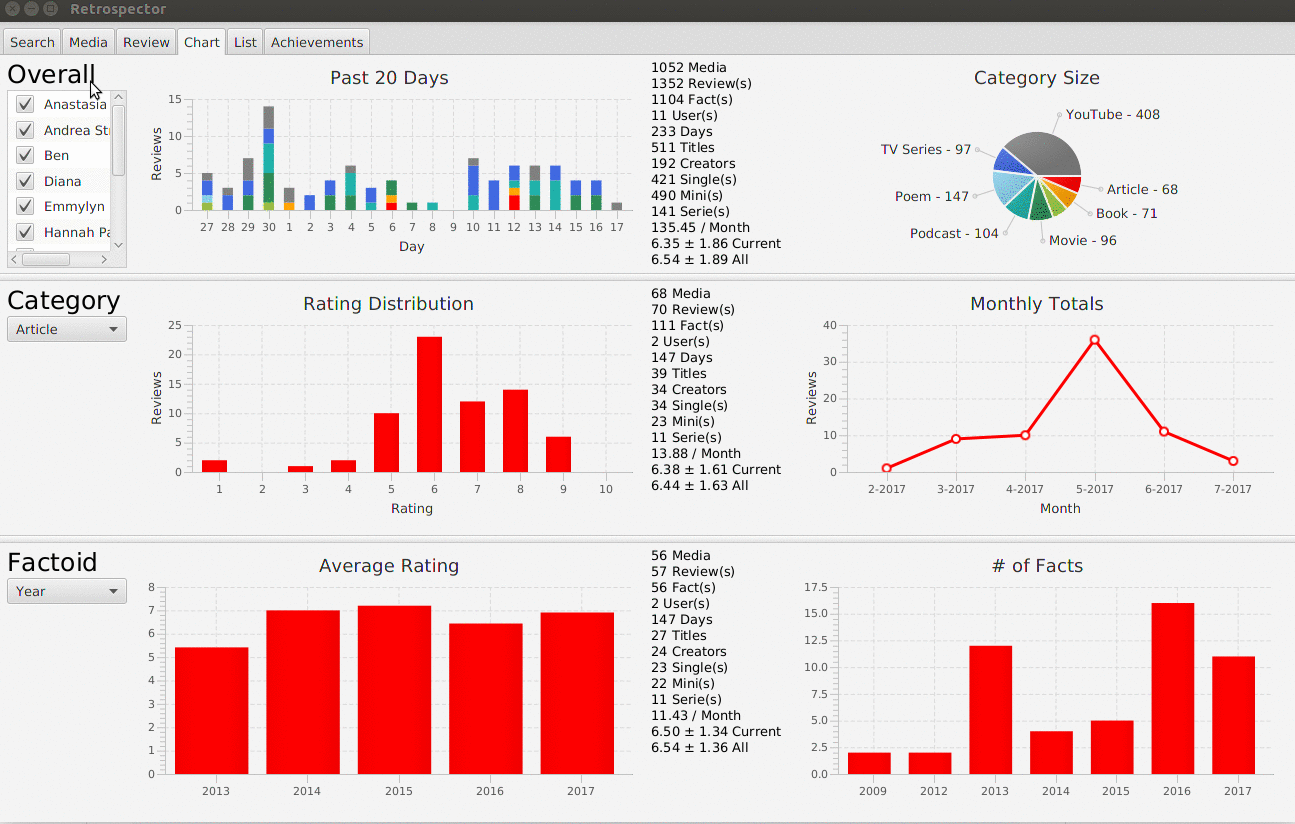 Retrospector
Search Media Review Chart List Achievements
Overall
Anastasia
Andrea St
Ben
Diana
Emmylyn
Hannah Pa
Past 20 Days
Reviews
15
10
5
0
27 28 29 30 1 2 3 4 5 6 7 8 9 10 11 12 13 14 15 16 17
Day
1052 Media
1352 Review(s)
1104 Fact(s)
11 User(s)
233 Days
511 Titles
192 Creators
421 Single(s)
490 Mini(s)
141 Serie(s)
135.45 / Month
6.35 ± 1.86 Current
6.54 ± 1.89 All
Category Size
YouTube - 408
TV Series - 97
Article - 68
Poem - 147
Book - 71
Podcast - 104
Movie - 96
Category
Article
Rating Distribution
Reviews
25
20
15
10
5
0
1 2 3 4 5 6 7 8 9 10
Rating
68 Media
70 Review(s)
111 Fact(s)
2 User(s)
147 Days
39 Titles
34 Creators
34 Single(s)
23 Mini(s)
11 Serie(s)
13.88 / Month
6.38 ± 1.61 Current
6.44 ± 1.63 All
Monthly Totals
Reviews
40
30
20
10
0
2-2017 3-2017 4-2017 5-2017 6-2017 7-2017
Month
Factoid
Year
Average Rating
8
7
6
5
4
3
2
1
0
2013 2014 2015 2016 2017
56 Media
57 Review(s)
56 Fact(s)
2 User(s)
147 Days
27 Titles
24 Creators
23 Single(s)
22 Mini(s)
11 Serie(s)
11.43 / Month
6.50 ± 1.34 Current
6.54 ± 1.36 All
# of Facts
17.5
15.0
12.5
10.0
7.5
5.0
2.5
0.0
2009 2012 2013 2014 2015 2016 2017